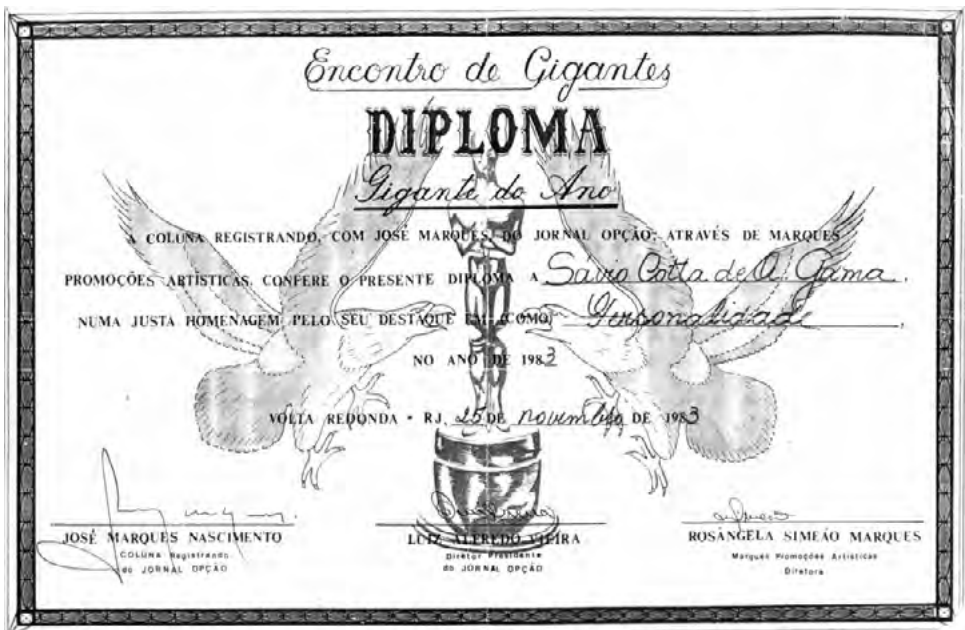 Encontro de Gigantes
DIPLOMA
Gigante do Ano
A COLUNA REGISTRANDO, COM JOSÉ MARQUES, DO JORNAL OPÇÃO, ATRAVÉS DE MARQUES
PROMOÇÕES ARTÍSTICAS, CONFERE O PRESENTE DIPLOMA A Savio Cotta de A. Gama,
NUMA JUSTA HOMENAGEM PELO SEU DESTAQUE EM (COMO) Personalidade,
NO ANO DE 1983
VOLTA REDONDA - RJ, 25 DE novembro DE 1983
JOSÉ MARQUES NASCIMENTO
COLUNA Registrando
do JORNAL OPÇÃO
LUIZ ALFREDO VIEIRA
Diretor Presidente
do JORNAL OPÇÃO
ROSÂNGELA SIMEÃO MARQUES
Marques Promoções Artísticas
Diretora